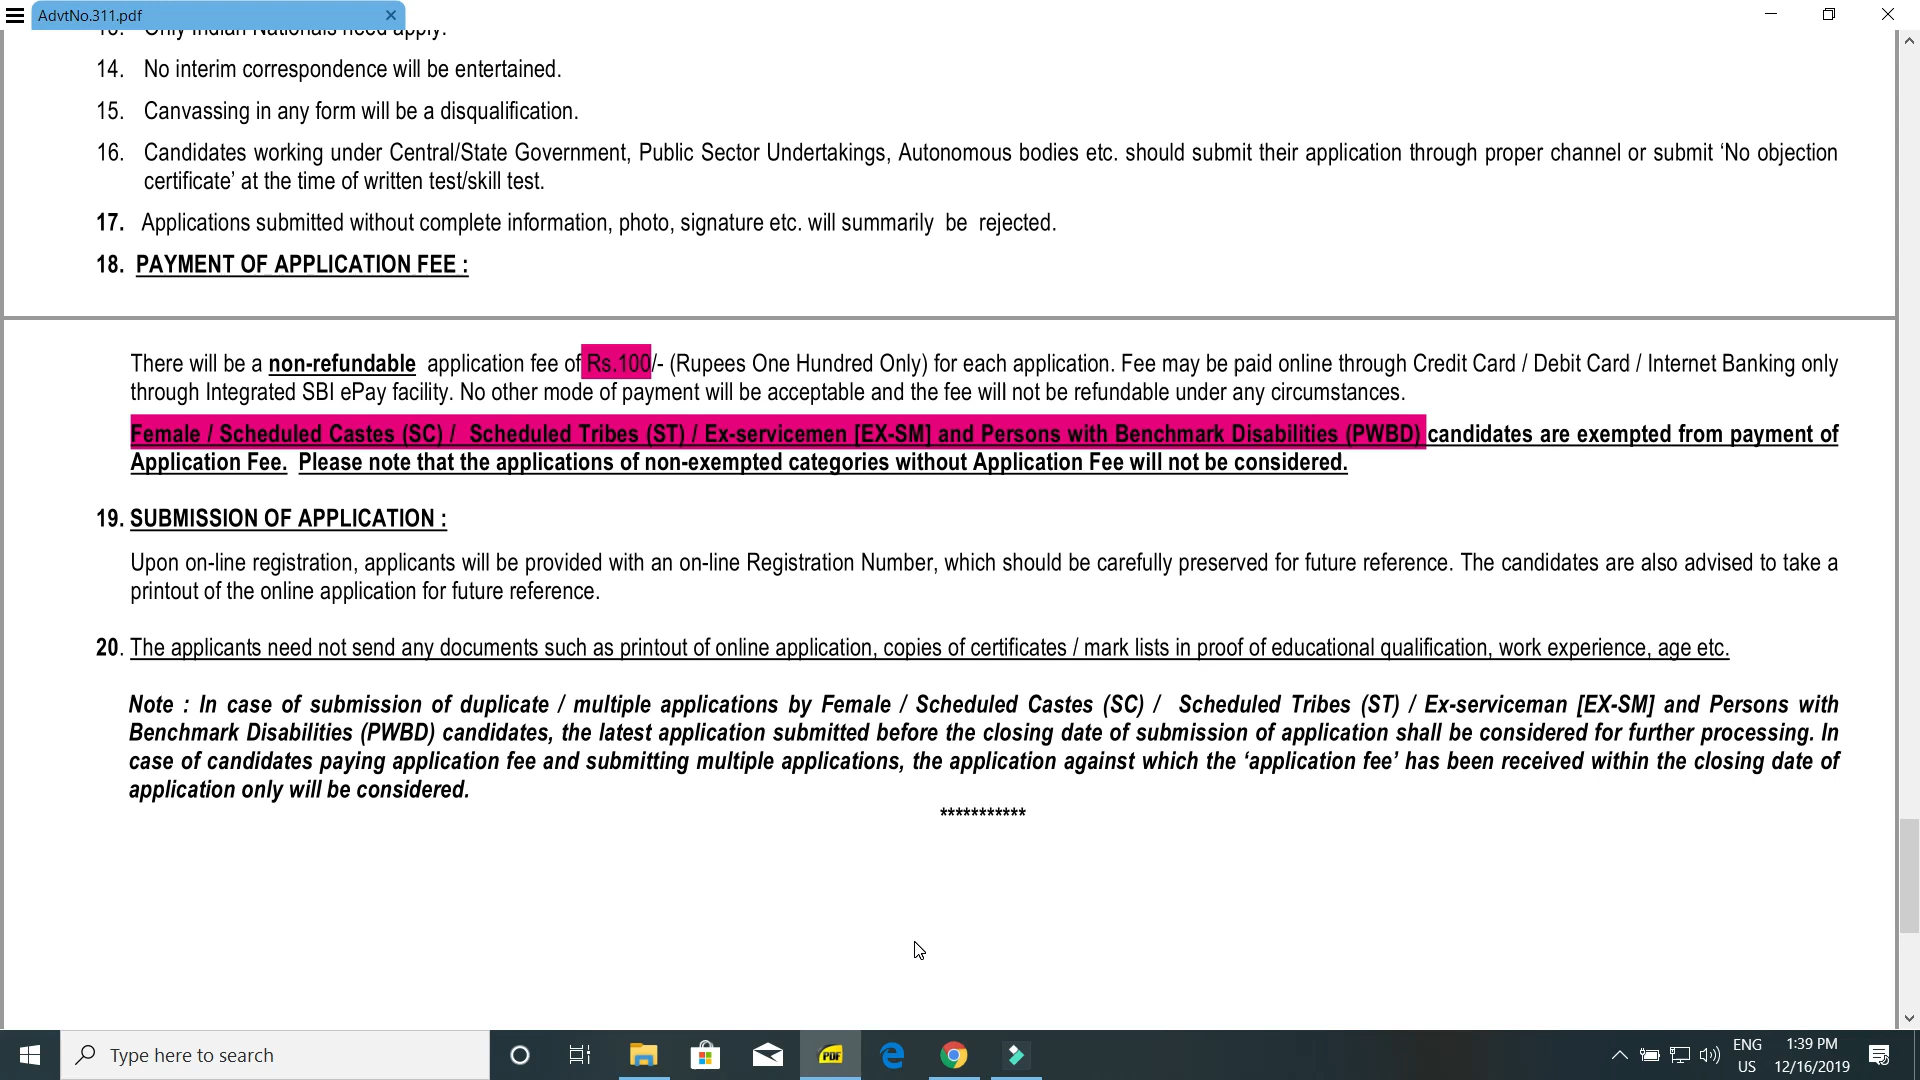 AdvtNo.311.pdf
13. Only Indian Nationals need apply.
14. No interim correspondence will be entertained.
15. Canvassing in any form will be a disqualification.
16. Candidates working under Central/State Government, Public Sector Undertakings, Autonomous bodies etc. should submit their application through proper channel or submit ‘No objection
certificate’ at the time of written test/skill test.
17. Applications submitted without complete information, photo, signature etc. will summarily be rejected.
18. PAYMENT OF APPLICATION FEE :
There will be a non-refundable application fee of Rs.100/- (Rupees One Hundred Only) for each application. Fee may be paid online through Credit Card / Debit Card / Internet Banking only
through Integrated SBI ePay facility. No other mode of payment will be acceptable and the fee will not be refundable under any circumstances.
Female / Scheduled Castes (SC) / Scheduled Tribes (ST) / Ex-servicemen [EX-SM] and Persons with Benchmark Disabilities (PWBD) candidates are exempted from payment of
Application Fee. Please note that the applications of non-exempted categories without Application Fee will not be considered.
19. SUBMISSION OF APPLICATION :
Upon on-line registration, applicants will be provided with an on-line Registration Number, which should be carefully preserved for future reference. The candidates are also advised to take a
printout of the online application for future reference.
20. The applicants need not send any documents such as printout of online application, copies of certificates / mark lists in proof of educational qualification, work experience, age etc.
Note : In case of submission of duplicate / multiple applications by Female / Scheduled Castes (SC) / Scheduled Tribes (ST) / Ex-serviceman [EX-SM] and Persons with
Benchmark Disabilities (PWBD) candidates, the latest application submitted before the closing date of submission of application shall be considered for further processing. In
case of candidates paying application fee and submitting multiple applications, the application against which the ‘application fee’ has been received within the closing date of
application only will be considered.
***********
Type here to search
PDF
ENG
US
1:39 PM
12/16/2019